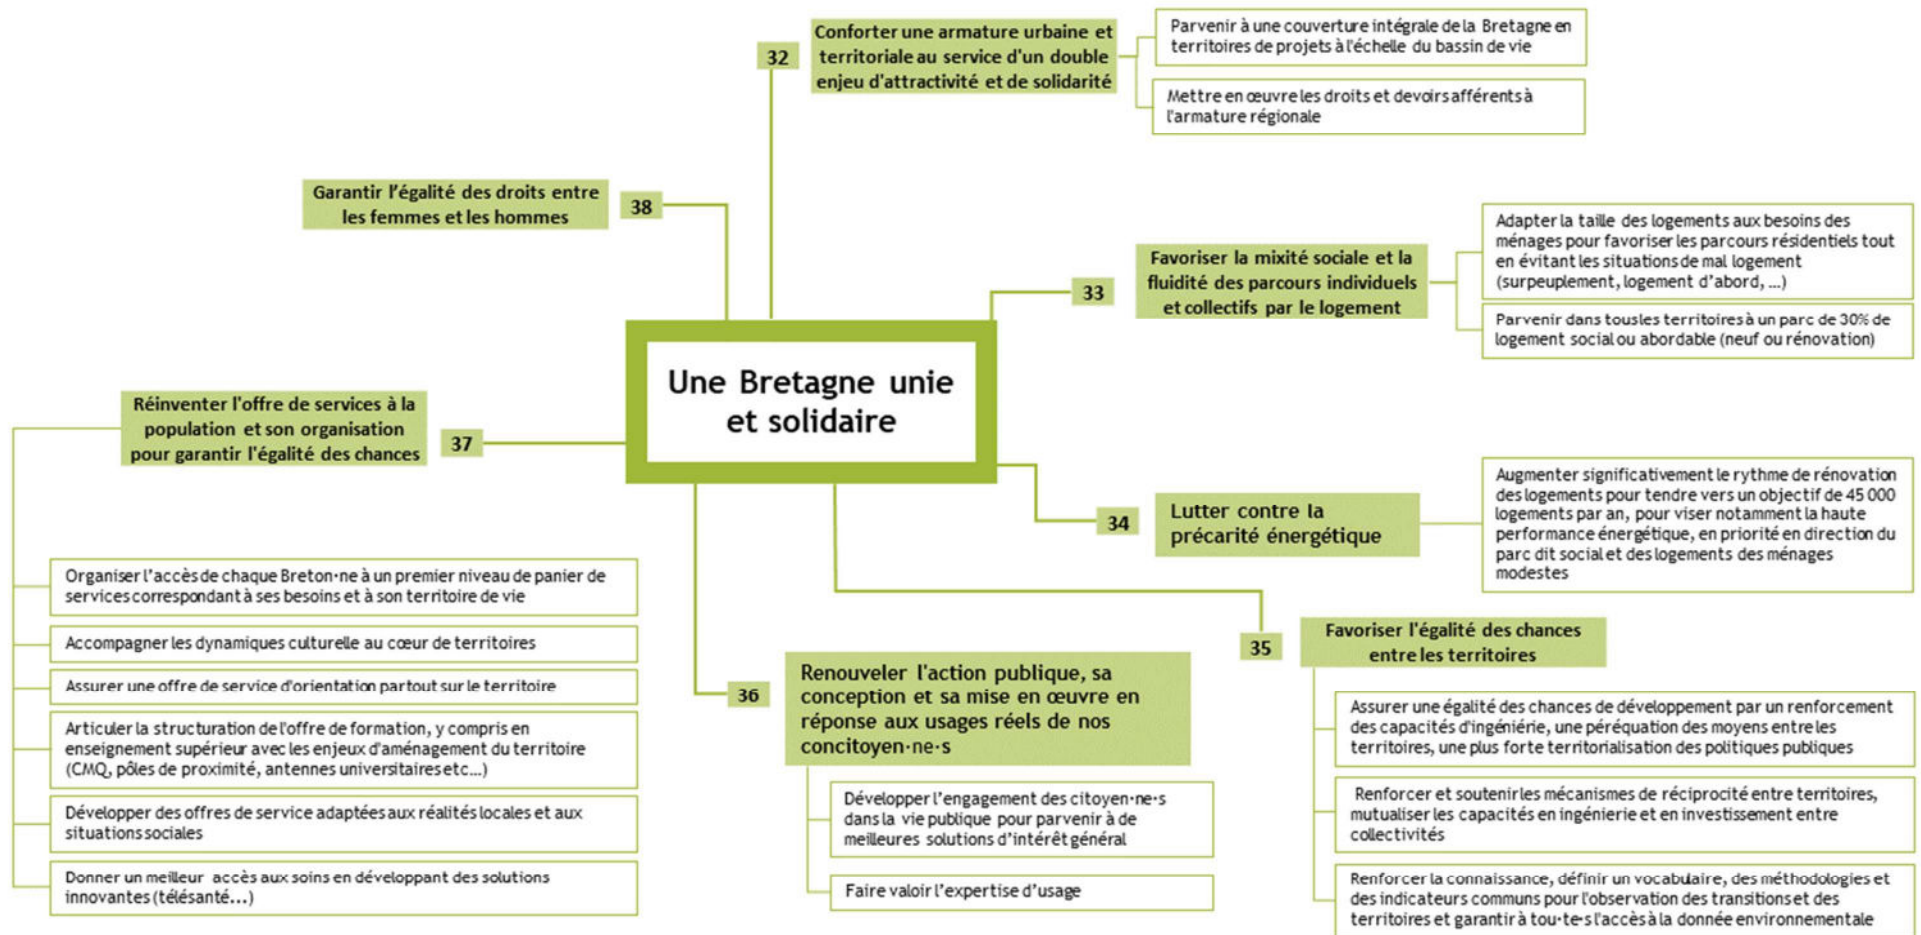 Une Bretagne unie
et solidaire
32
Conforter une armature urbaine et
territoriale au service d'un double
enjeu d'attractivité et de solidarité
Parvenir à une couverture intégrale de la Bretagne en
territoires de projets à l'échelle du bassin de vie
Mettre en œuvre les droits et devoirs afférents à
l'armature régionale
33
Favoriser la mixité sociale et la
fluidité des parcours individuels
et collectifs par le logement
Adapter la taille des logements aux besoins des
ménages pour favoriser les parcours résidentiels tout
en évitant les situations de mal logement
(surpeuplement, logement d'abord, ...)
Parvenir dans tous les territoires à un parc de 30% de
logement social ou abordable (neuf ou rénovation)
34
Lutter contre la
précarité énergétique
Augmenter significativement le rythme de rénovation
des logements pour tendre vers un objectif de 45 000
logements par an, pour viser notamment la haute
performance énergétique, en priorité en direction du
parc dit social et des logements des ménages
modestes
35
Favoriser l'égalité des chances
entre les territoires
Assurer une égalité des chances de développement par un renforcement
des capacités d'ingéniérie, une péréquation des moyens entre les
territoires, une plus forte territorialisation des politiques publiques
Renforcer et soutenir les mécanismes de réciprocité entre territoires,
mutualiser les capacités en ingénierie et en investissement entre
collectivités
Renforcer la connaissance, définir un vocabulaire, des méthodologies et
des indicateurs communs pour l'observation des transitions et des
territoires et garantir à tou·te·s l'accès à la donnée environnementale
36
Renouveler l'action publique, sa
conception et sa mise en œuvre en
réponse aux usages réels de nos
concitoyen·ne·s
Développer l'engagement des citoyen·ne·s
dans la vie publique pour parvenir à de
meilleures solutions d'intérêt général
Faire valoir l'expertise d'usage
37
Réinventer l'offre de services à la
population et son organisation
pour garantir l'égalité des chances
Organiser l'accès de chaque Breton·ne à un premier niveau de panier de
services correspondant à ses besoins et à son territoire de vie
Accompagner les dynamiques culturelle au cœur de territoires
Assurer une offre de service d'orientation partout sur le territoire
Articuler la structuration de l'offre de formation, y compris en
enseignement supérieur avec les enjeux d'aménagement du territoire
(CMQ, pôles de proximité, antennes universitaires etc...)
Développer des offres de service adaptées aux réalités locales et aux
situations sociales
Donner un meilleur accès aux soins en développant des solutions
innovantes (télésanté...)
38
Garantir l'égalité des droits entre
les femmes et les hommes